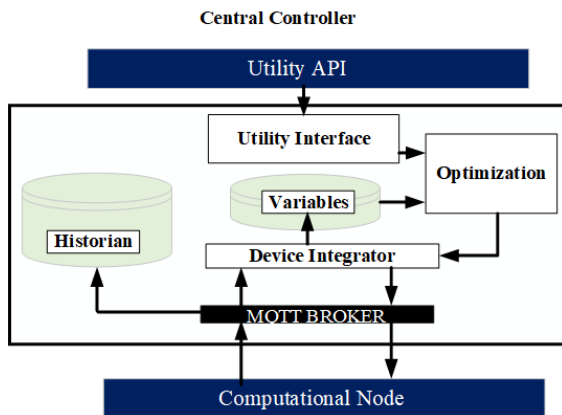 Central Controller
Utility API
Utility Interface
Optimization
Variables
Historian
Device Integrator
MQTT BROKER
Computational Node